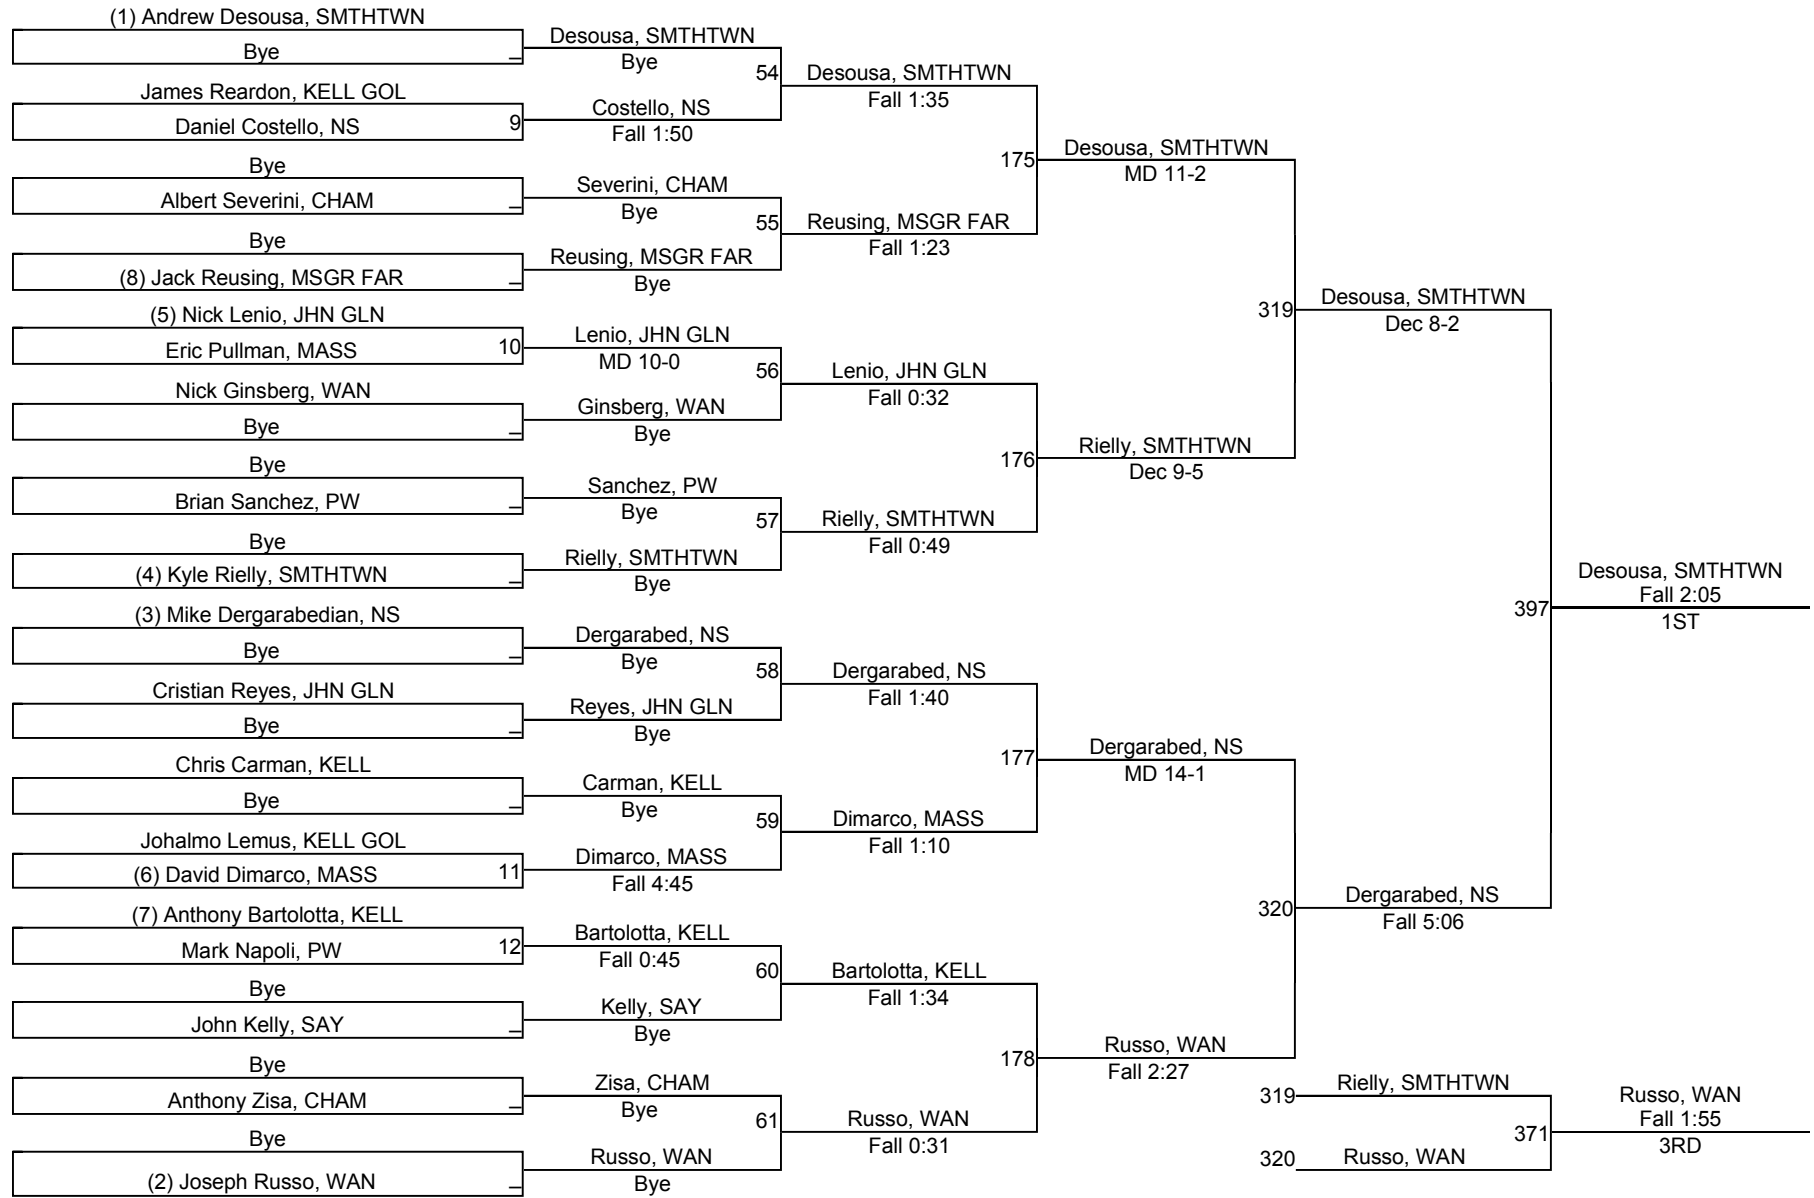 (1) Andrew Desousa, SMTHTWN
Bye
James Reardon, KELL GOL
Daniel Costello, NS
9
Bye
Albert Severini, CHAM
Bye
(8) Jack Reusing, MSGR FAR
(5) Nick Lenio, JHN GLN
Eric Pullman, MASS
10
Nick Ginsberg, WAN
Bye
Bye
Brian Sanchez, PW
Bye
(4) Kyle Rielly, SMTHTWN
(3) Mike Dergarabedian, NS
Bye
Cristian Reyes, JHN GLN
Bye
Chris Carman, KELL
Bye
Johalmo Lemus, KELL GOL
(6) David Dimarco, MASS
11
(7) Anthony Bartolotta, KELL
Mark Napoli, PW
12
Bye
John Kelly, SAY
Bye
Anthony Zisa, CHAM
Bye
(2) Joseph Russo, WAN
Desousa, SMTHTWN
Bye
54
Costello, NS
Fall 1:50
Severini, CHAM
Bye
55
Reusing, MSGR FAR
Bye
Lenio, JHN GLN
MD 10-0
56
Ginsberg, WAN
Bye
Sanchez, PW
Bye
57
Rielly, SMTHTWN
Bye
Dergarabed, NS
Bye
58
Reyes, JHN GLN
Bye
Carman, KELL
Bye
59
Dimarco, MASS
Fall 4:45
Bartolotta, KELL
Fall 0:45
60
Kelly, SAY
Bye
Zisa, CHAM
Bye
61
Russo, WAN
Bye
Desousa, SMTHTWN
Fall 1:35
175
Reusing, MSGR FAR
Fall 1:23
Lenio, JHN GLN
Fall 0:32
176
Rielly, SMTHTWN
Fall 0:49
Dergarabed, NS
Fall 1:40
177
Dimarco, MASS
Fall 1:10
Bartolotta, KELL
Fall 1:34
178
Russo, WAN
Fall 0:31
Desousa, SMTHTWN
MD 11-2
319
Rielly, SMTHTWN
Dec 9-5
Dergarabed, NS
MD 14-1
320
Russo, WAN
Fall 2:27
Desousa, SMTHTWN
Dec 8-2
397
Dergarabed, NS
Fall 5:06
Desousa, SMTHTWN
Fall 2:05
1ST
319
Rielly, SMTHTWN
371
320
Russo, WAN
Russo, WAN
Fall 1:55
3RD